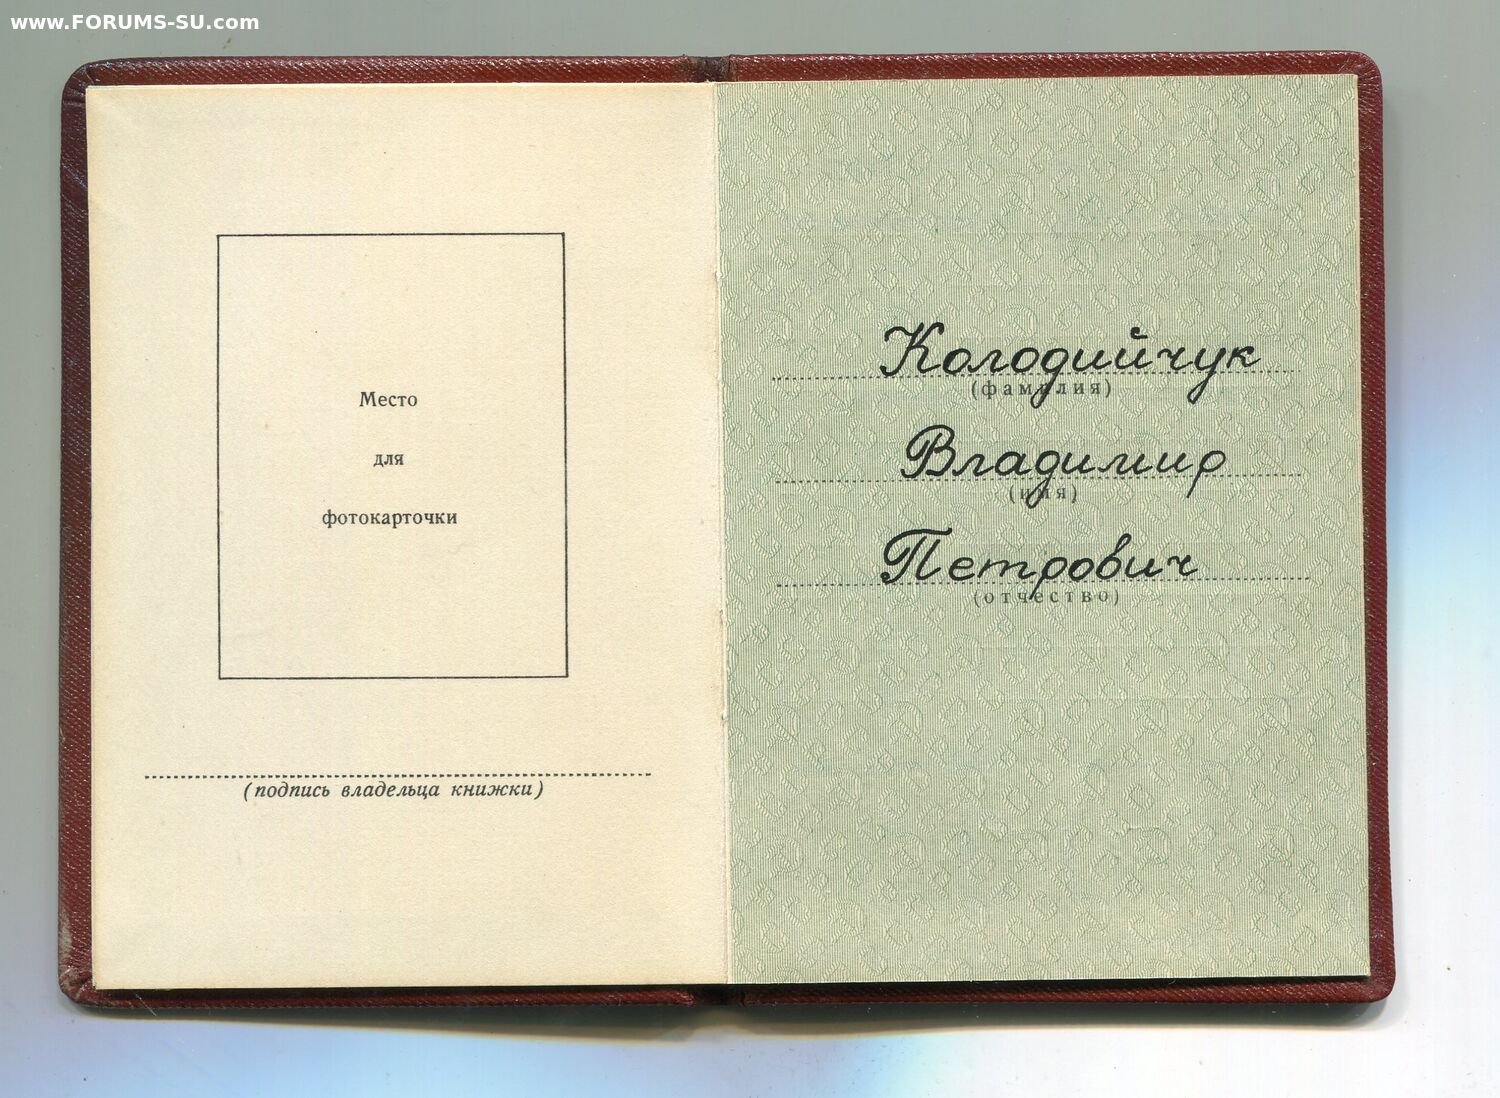 www.FORUMS-SU.com
Место
для
фотокарточки
(подпись владельца книжки)
Колодийчук
(фамилия)
Владимир
(имя)
Петрович
(отчество)